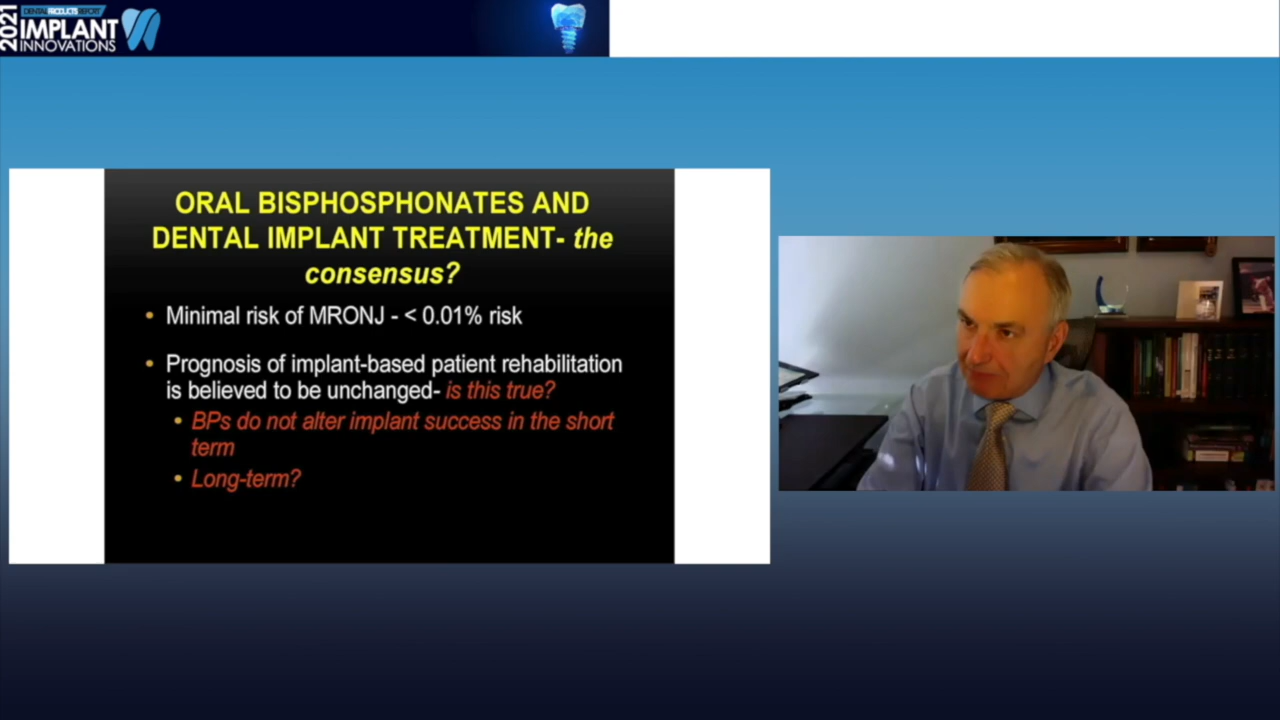 2021
DENTAL PRODUCTS REPORT
IMPLANT
INNOVATIONS
ORAL BISPHOSPHONATES AND
DENTAL IMPLANT TREATMENT- the
consensus?
• Minimal risk of MRONJ - < 0.01% risk
• Prognosis of implant-based patient rehabilitation
is believed to be unchanged- is this true?
• BPs do not alter implant success in the short
term
• Long-term?